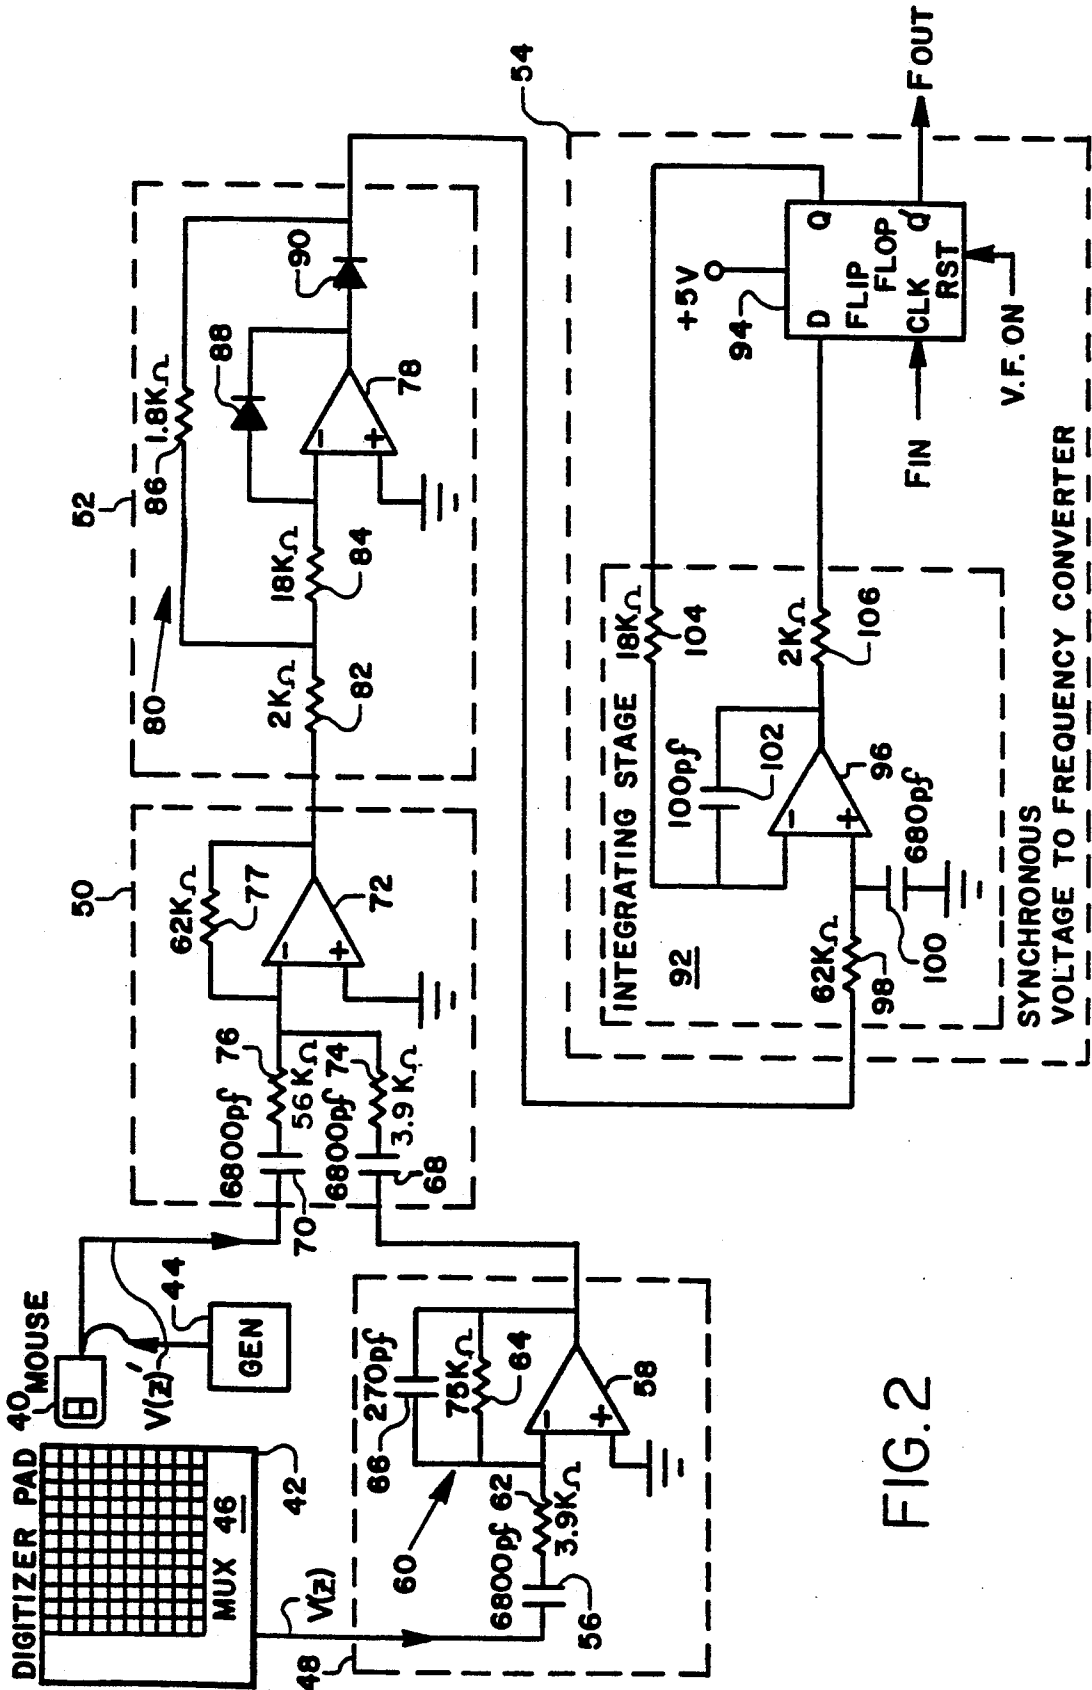 DIGITIZER PAD
40
MOUSE
MUX 46
42
V(z)
V(z)'
44
GEN
48
60
66
270pf
75KΩ
64
6800pf
56
62
3.9KΩ
-
+
58
50
6800pf
70
76
56KΩ
6800pf
68
74
3.9KΩ
62KΩ
77
-
+
72
52
80
86
1.8KΩ
2KΩ
82
18KΩ
84
88
90
-
+
78
54
SYNCHRONOUS
VOLTAGE TO FREQUENCY CONVERTER
INTEGRATING STAGE
92
18KΩ
104
100pf
102
62KΩ
98
680pf
100
-
+
96
2KΩ
106
+5V
94
D
Q
FLIP
FLOP
CLK
Q'
RST
FIN
F OUT
V.F. ON
FIG. 2